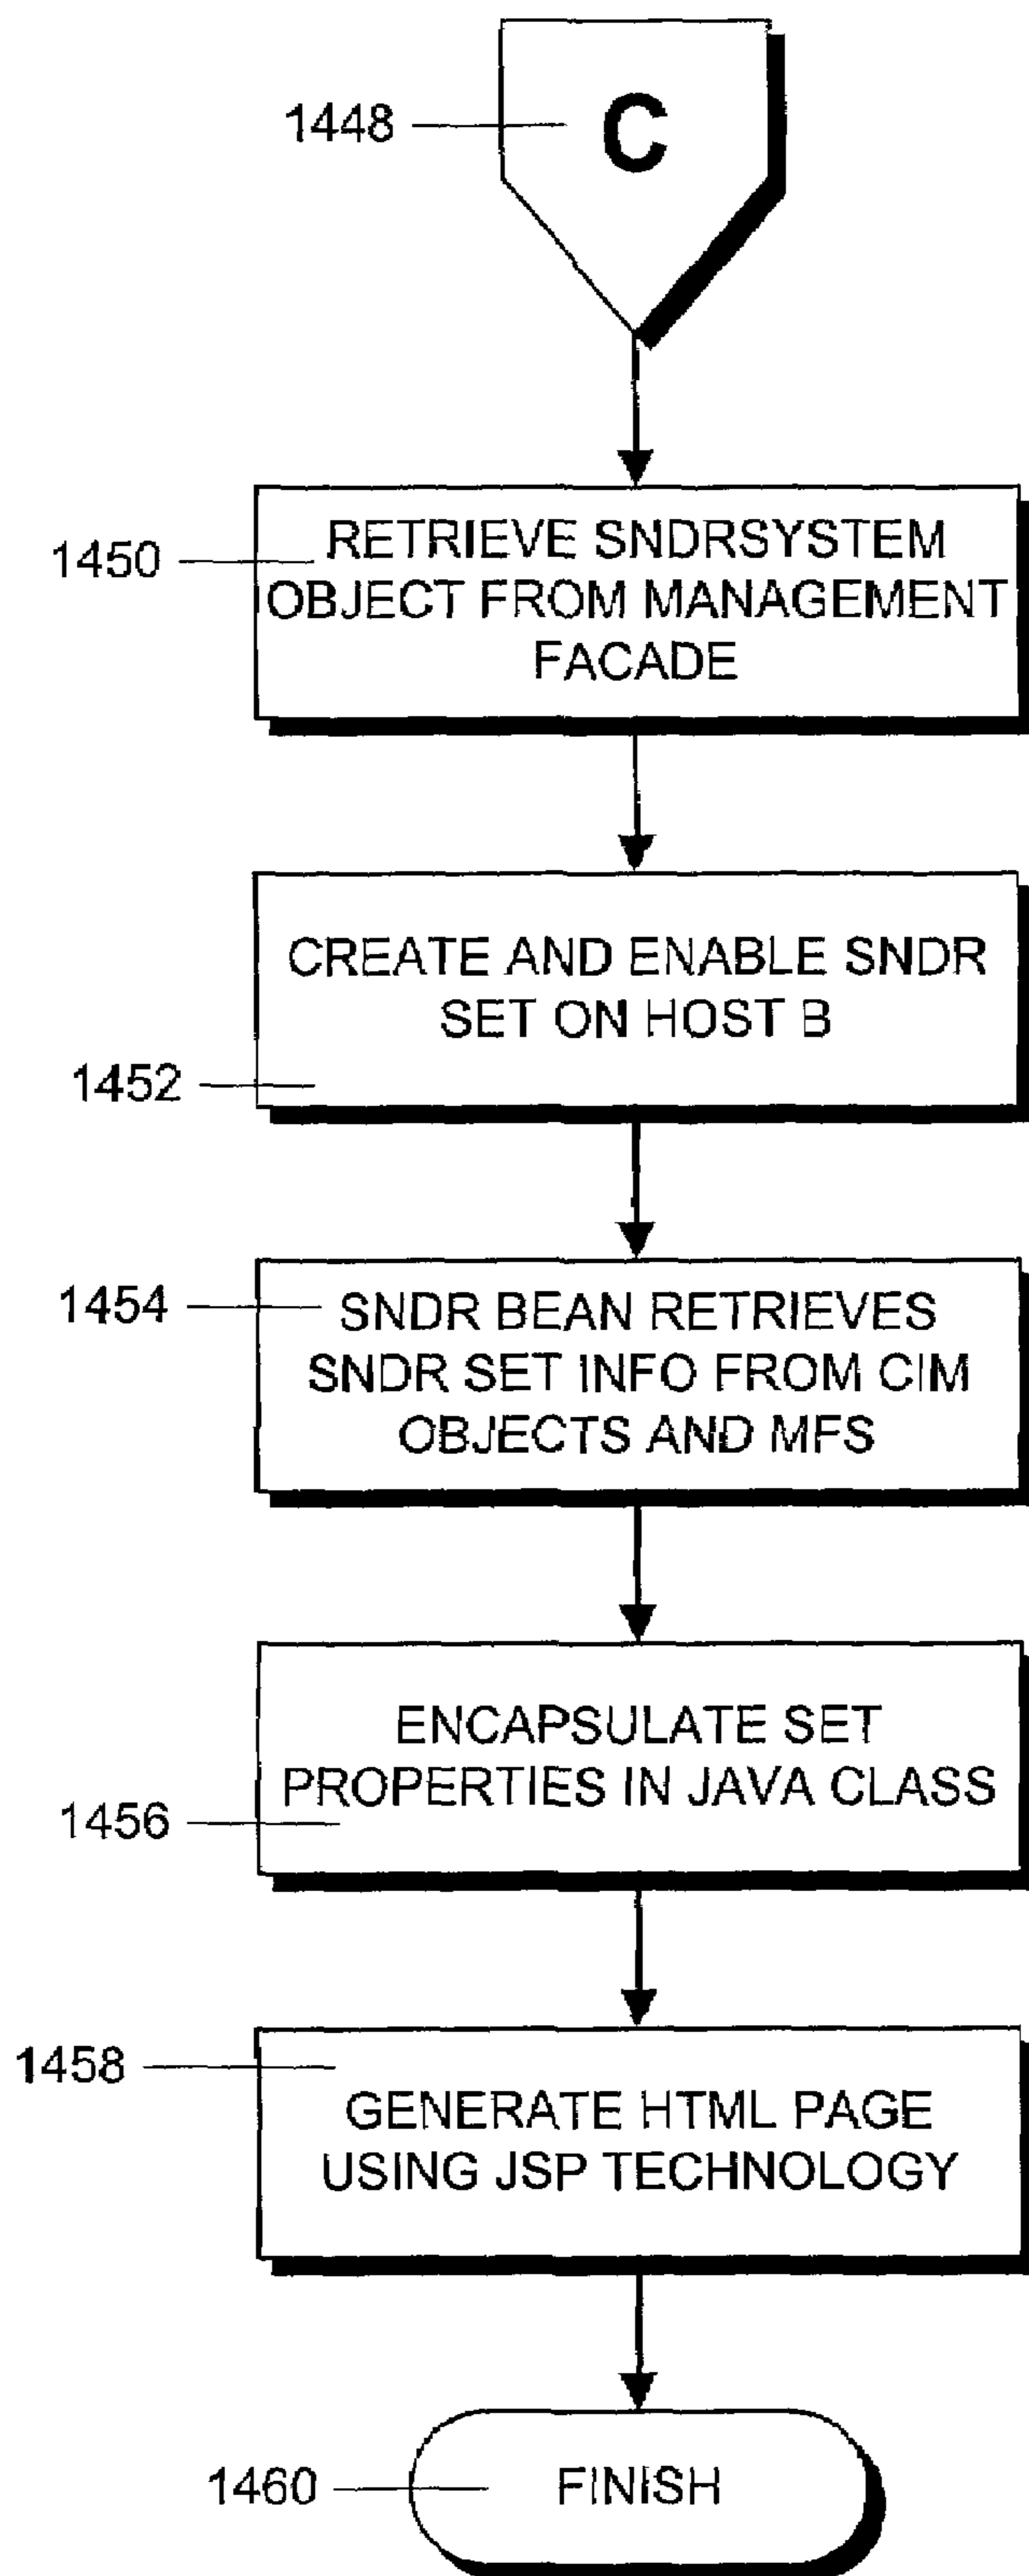 1448
C
1450
RETRIEVE SNDRSYSTEM
OBJECT FROM MANAGEMENT
FACADE
CREATE AND ENABLE SNDR
SET ON HOST B
1452
1454
SNDR BEAN RETRIEVES
SNDR SET INFO FROM CIM
OBJECTS AND MFS
ENCAPSULATE SET
PROPERTIES IN JAVA CLASS
1456
1458
GENERATE HTML PAGE
USING JSP TECHNOLOGY
1460
FINISH